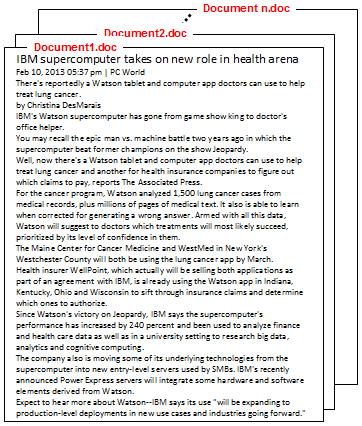 Document n.doc
Document2.doc
Document1.doc
IBM supercomputer takes on new role in health arena
Feb 10, 2013 05:37 pm | PC World
There's reportedly a Watson tablet and computer app doctors can use to help
treat lung cancer.
by Christina DesMarais
IBM's Watson supercomputer has gone from game show king to doctor's
office helper.
You may recall the epic man vs. machine battle two years ago in which the
supercomputer beat former champions on the show Jeopardy.
Well, now there's a Watson tablet and computer app doctors can use to help
treat lung cancer and another for health insurance companies to figure out
which claims to pay, reports The Associated Press.
For the cancer program, Watson analyzed 1,500 lung cancer cases from
medical records, plus millions of pages of medical text. It also is able to learn
when corrected for generating a wrong answer. Armed with all this data,
Watson will suggest to doctors which treatments will most likely succeed,
prioritized by its level of confidence in them.
The Maine Center for Cancer Medicine and WestMed in New York's
Westchester County will both be using the lung cancer app by March.
Health insurer WellPoint, which actually will be selling both applications as
part of an agreement with IBM, is already using the Watson app in Indiana,
Kentucky, Ohio and Wisconsin to sift through insurance claims and determine
which ones to authorize.
Since Watson's victory on Jeopardy, IBM says the supercomputer's
performance has increased by 240 percent and been used to analyze finance
and health care data as well as in a university setting to research big data,
analytics and cognitive computing.
The company also is moving some of its underlying technologies from the
supercomputer into new entry-level servers used by SMBs. IBM's recently
announced Power Express servers will integrate some hardware and software
elements derived from Watson.
Expect to hear more about Watson--IBM says its use "will be expanding to
production-level deployments in new use cases and industries going forward."